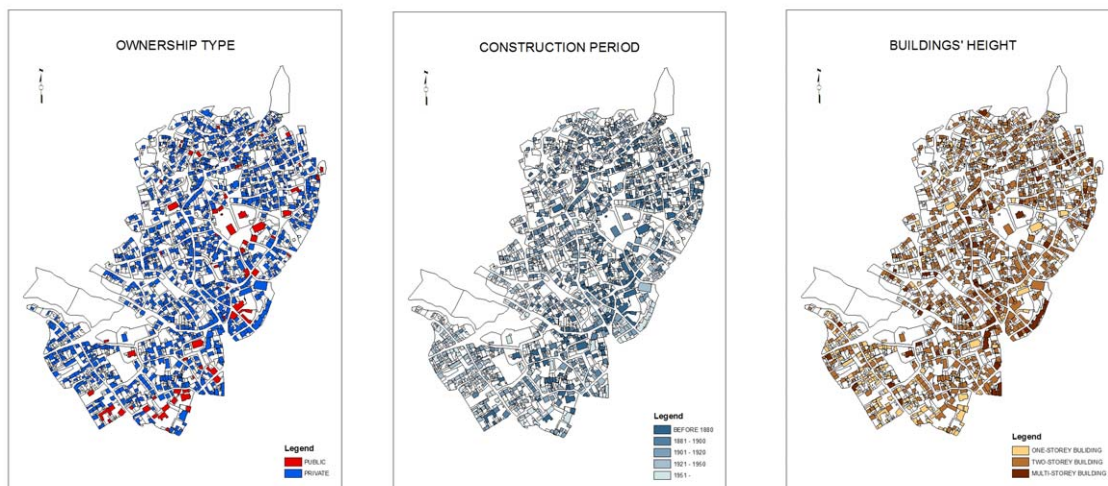 OWNERSHIP TYPE
Legend
PUBLIC
PRIVATE
CONSTRUCTION PERIOD
Legend
BEFORE 1880
1881 - 1900
1901 - 1920
1921 - 1950
1951 -
BUILDINGS' HEIGHT
Legend
ONE-STOREY BUILDING
TWO-STOREY BUILDING
MULTI-STOREY BUILDING